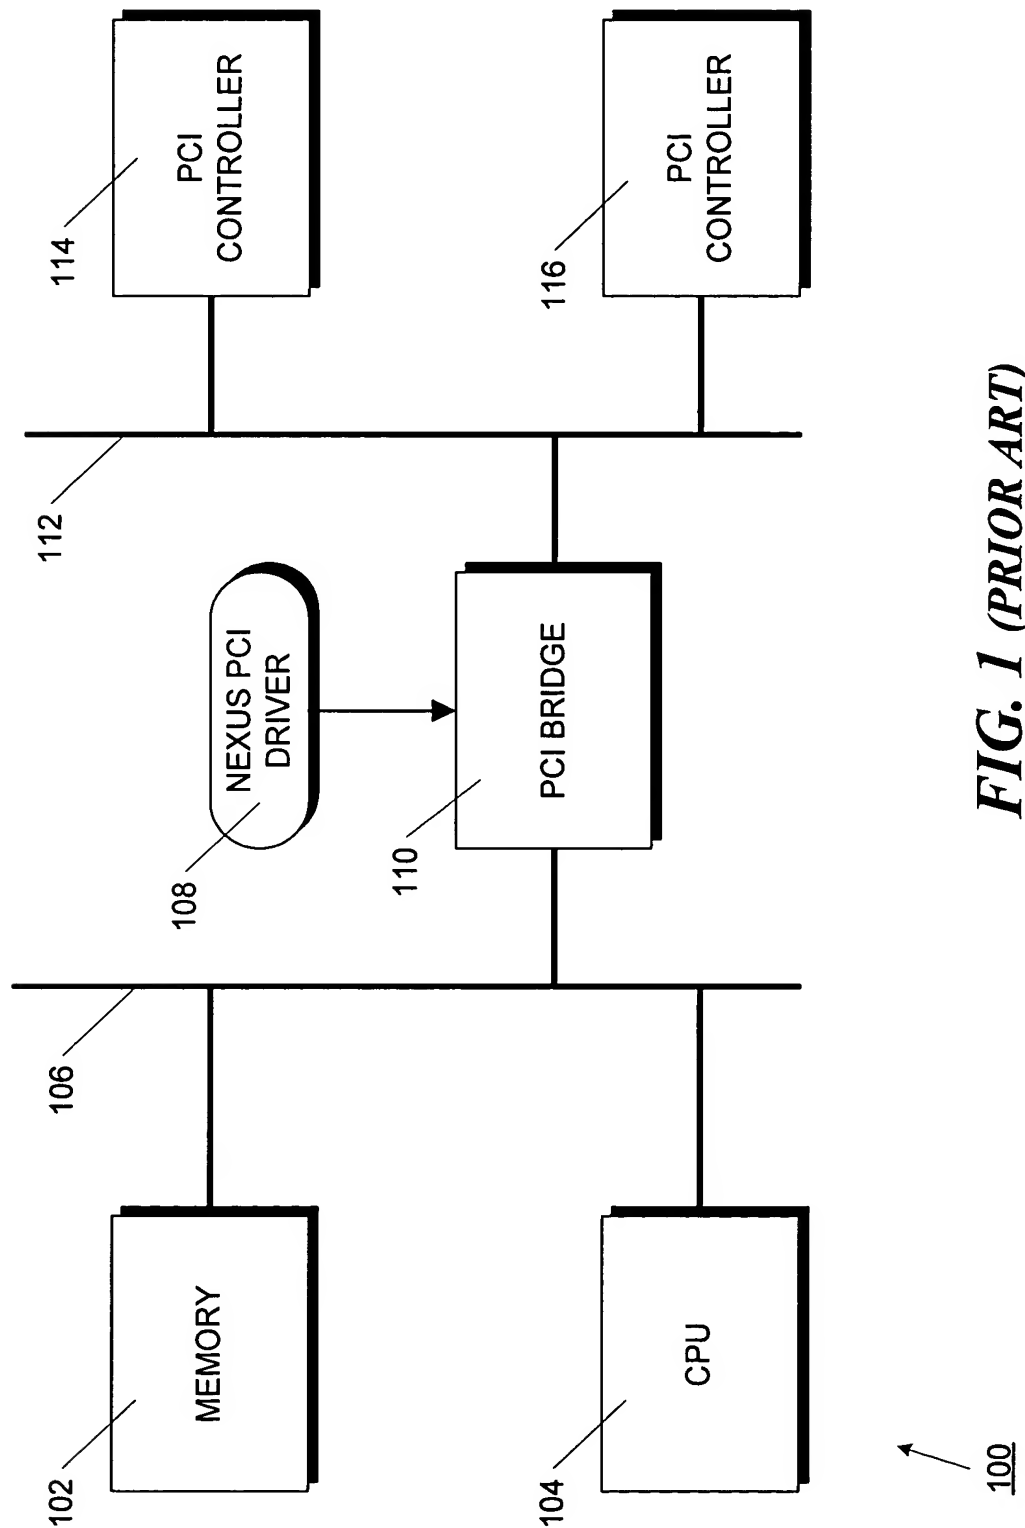 102
MEMORY
104
CPU
106
108
NEXUS PCI
DRIVER
110
PCI BRIDGE
112
114
PCI
CONTROLLER
116
PCI
CONTROLLER
100
FIG. 1 (PRIOR ART)